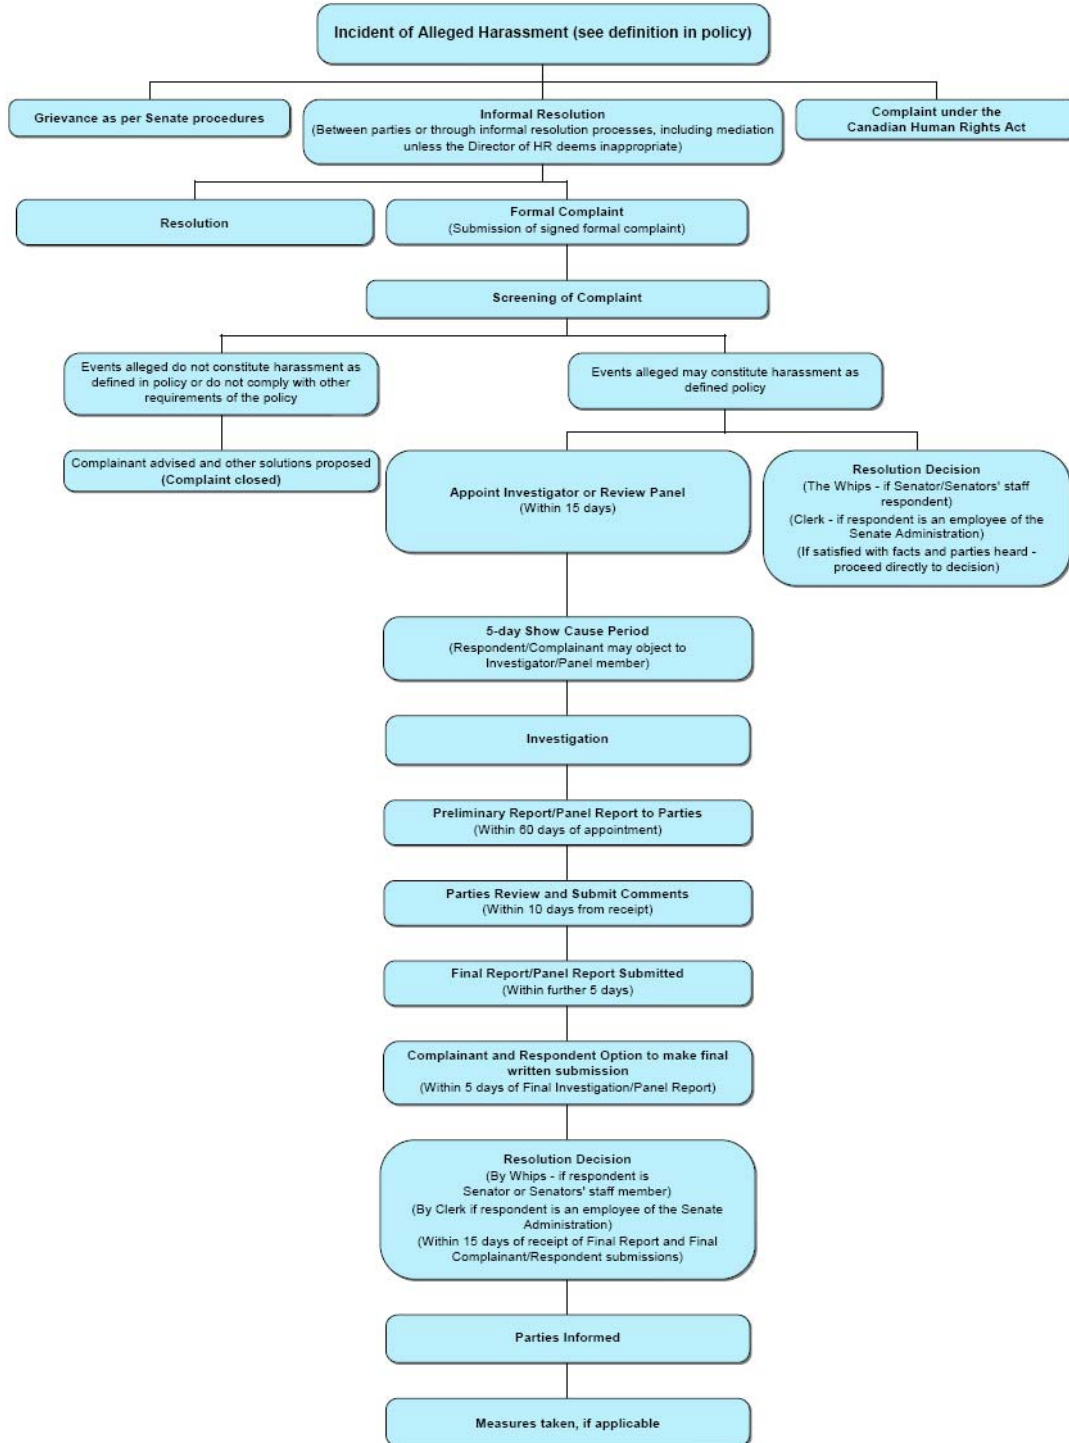 Incident of Alleged Harassment (see definition in policy)
Grievance as per Senate procedures
Informal Resolution
(Between parties or through informal resolution processes, including mediation
unless the Director of HR deems inappropriate)
Complaint under the
Canadian Human Rights Act
Resolution
Formal Complaint
(Submission of signed formal complaint)
Screening of Complaint
Events alleged do not constitute harassment as
defined in policy or do not comply with other
requirements of the policy
Events alleged may constitute harassment as
defined policy
Complainant advised and other solutions proposed
(Complaint closed)
Appoint Investigator or Review Panel
(Within 15 days)
Resolution Decision
(The Whips - if Senator/Senators' staff
respondent)
(Clerk - if respondent is an employee of the
Senate Administration)
(If satisfied with facts and parties heard -
proceed directly to decision)
5-day Show Cause Period
(Respondent/Complainant may object to
Investigator/Panel member)
Investigation
Preliminary Report/Panel Report to Parties
(Within 60 days of appointment)
Parties Review and Submit Comments
(Within 10 days from receipt)
Final Report/Panel Report Submitted
(Within further 5 days)
Complainant and Respondent Option to make final
written submission
(Within 5 days of Final Investigation/Panel Report)
Resolution Decision
(By Whips - if respondent is
Senator or Senators' staff member)
(By Clerk if respondent is an employee of the Senate
Administration)
(Within 15 days of receipt of Final Report and Final
Complainant/Respondent submissions)
Parties Informed
Measures taken, if applicable